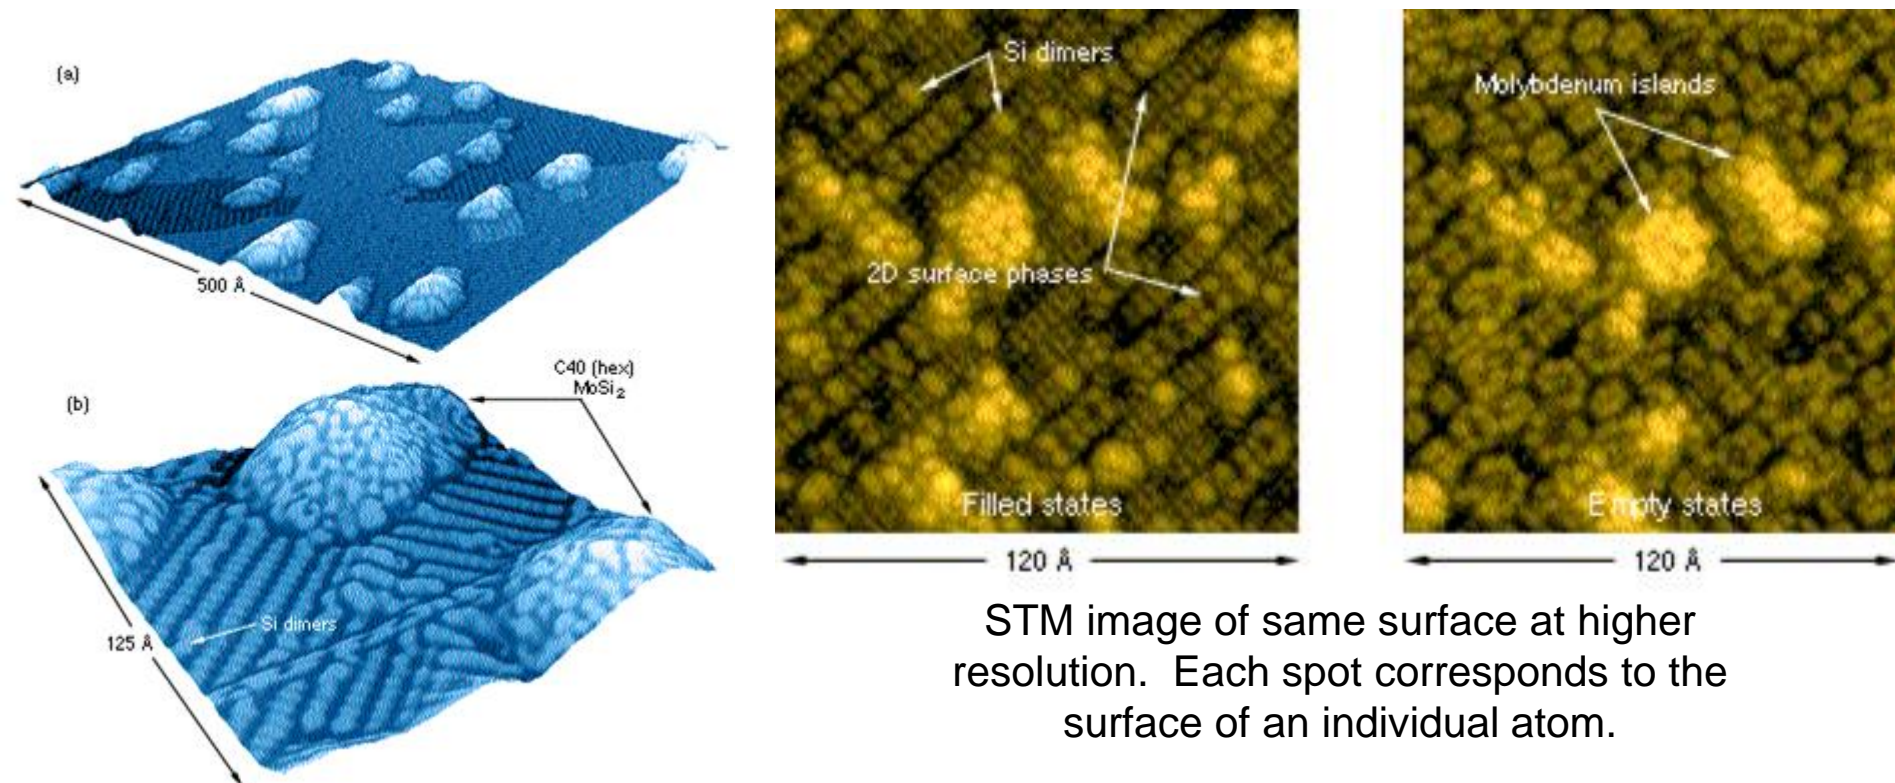 (a)
500 Å
C40 (hex)
MoSi2
(b)
Si dimers
125 Å
Si dimers
2D surface phases
Filled states
120 Å
Molybdenum islands
Empty states
120 Å
STM image of same surface at higher
resolution. Each spot corresponds to the
surface of an individual atom.